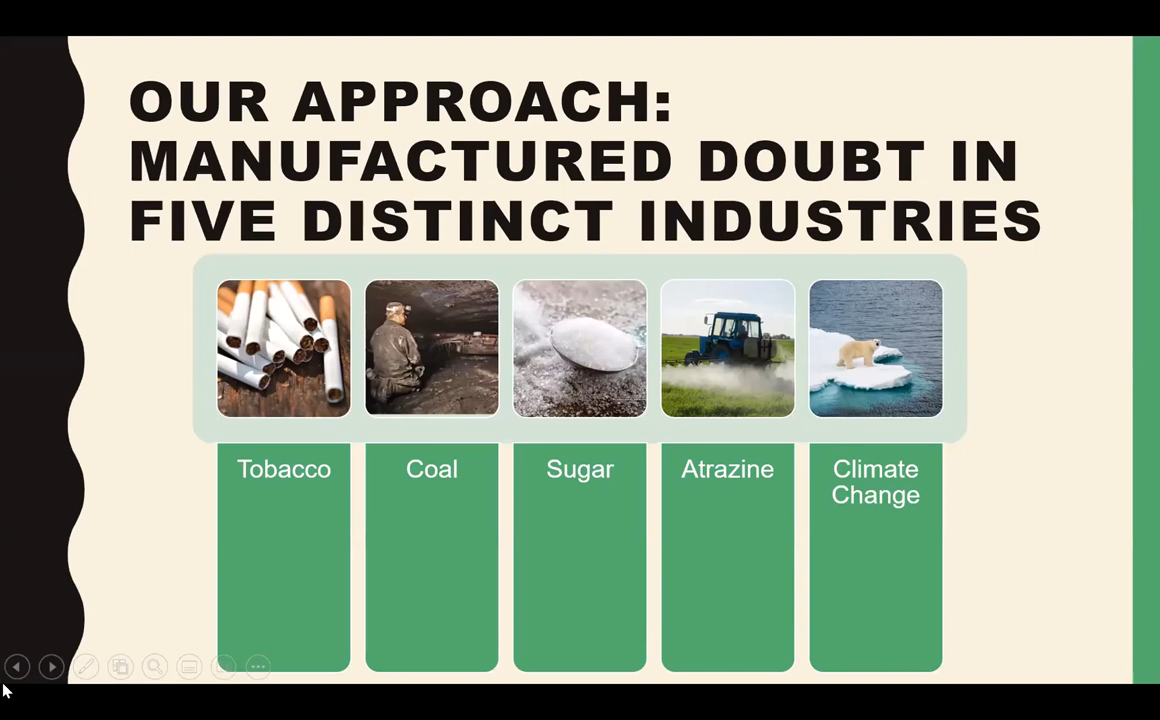 OUR APPROACH:
MANUFACTURED DOUBT IN
FIVE DISTINCT INDUSTRIES
Tobacco
Coal
Sugar
Atrazine
Climate
Change